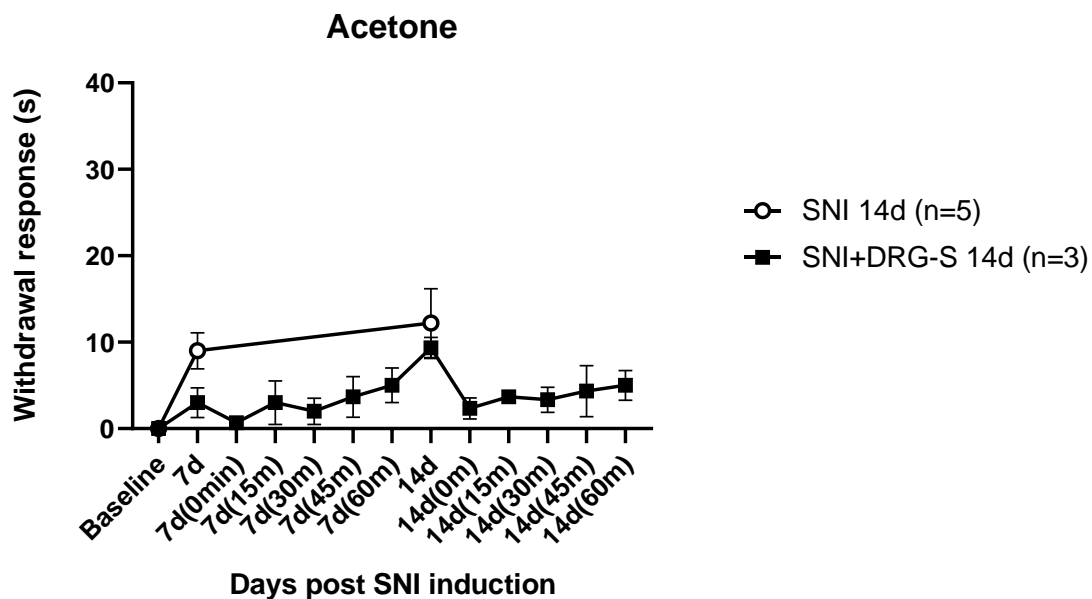 Acetone
Withdrawal response (s)
40
30
20
10
0
Baseline
7d
7d(0min)
7d(15m)
7d(30m)
7d(45m)
7d(60m)
14d
14d(0m)
14d(15m)
14d(30m)
14d(45m)
14d(60m)
Days post SNI induction
SNI 14d (n=5)
SNI+DRG-S 14d (n=3)